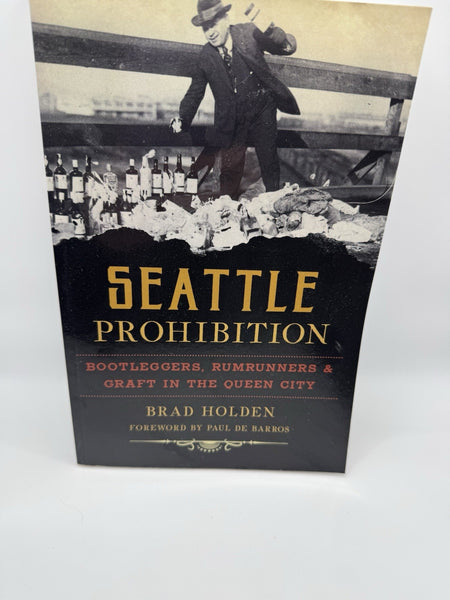 SEATTLE
PROHIBITION
BOOTLEGGERS, RUMRUNNERS &
GRAFT IN THE QUEEN CITY
BRAD HOLDEN
FOREWORD BY PAUL DE BARROS